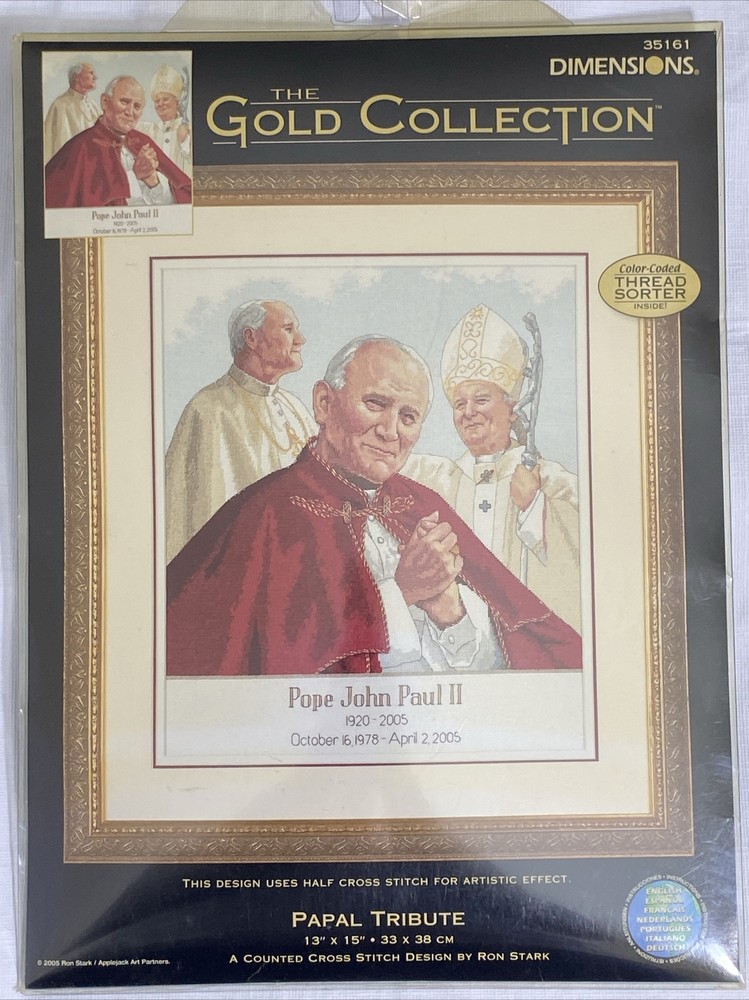 35161
DIMENSIONS®
THE
GOLD COLLECTION™
Pope John Paul II
1920-2005
October 16, 1978 - April 2, 2005
Color-Coded
THREAD
SORTER
INSIDE!
Pope John Paul II
1920-2005
October 16, 1978 - April 2, 2005
THIS DESIGN USES HALF CROSS STITCH FOR ARTISTIC EFFECT.
PAPAL TRIBUTE
13" x 15" • 33 x 38 CM
A COUNTED CROSS STITCH DESIGN BY RON STARK
© 2005 Ron Stark / Applejack Art Partners.
ENGLISH
ESPAÑOL
FRANÇAIS
NEDERLANDS
PORTUGUÊS
ITALIANO
DEUTSCH